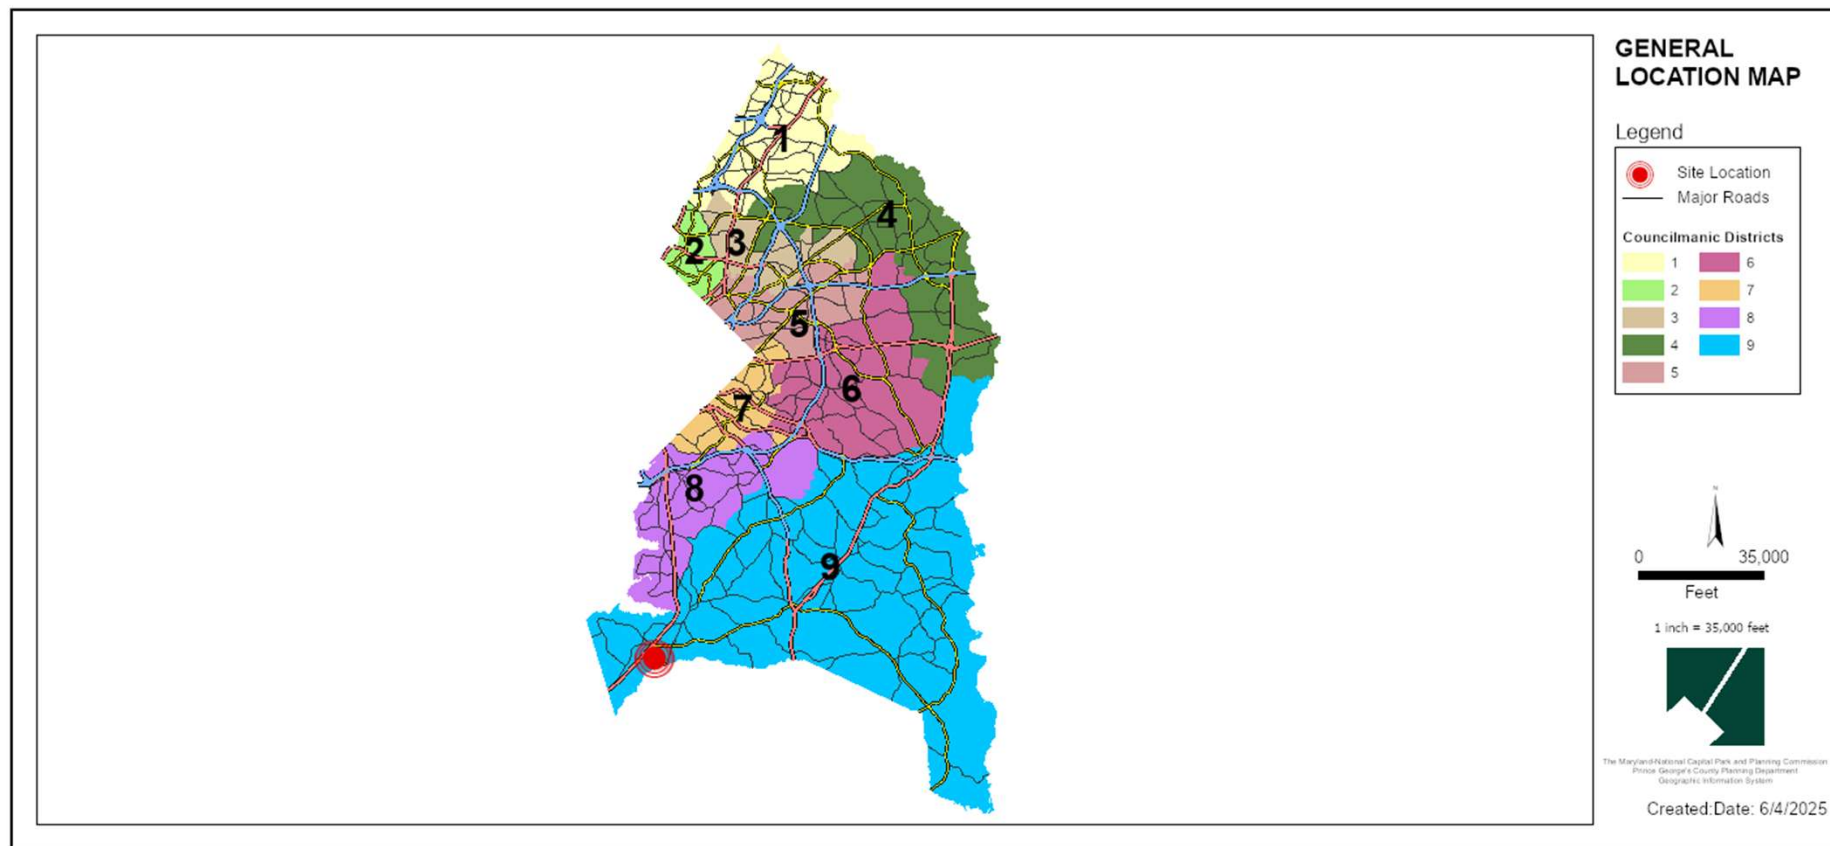 GENERAL
LOCATION MAP
Legend
Site Location
Major Roads
Councilmanic Districts
1 6
2 7
3 8
4 9
5
1
2
3
4
5
6
7
8
9
N
0 35,000
Feet
1 inch = 35,000 feet
The Maryland-National Capital Park and Planning Commission
Prince George's County Planning Department
Geographic Information System
Created:Date: 6/4/2025